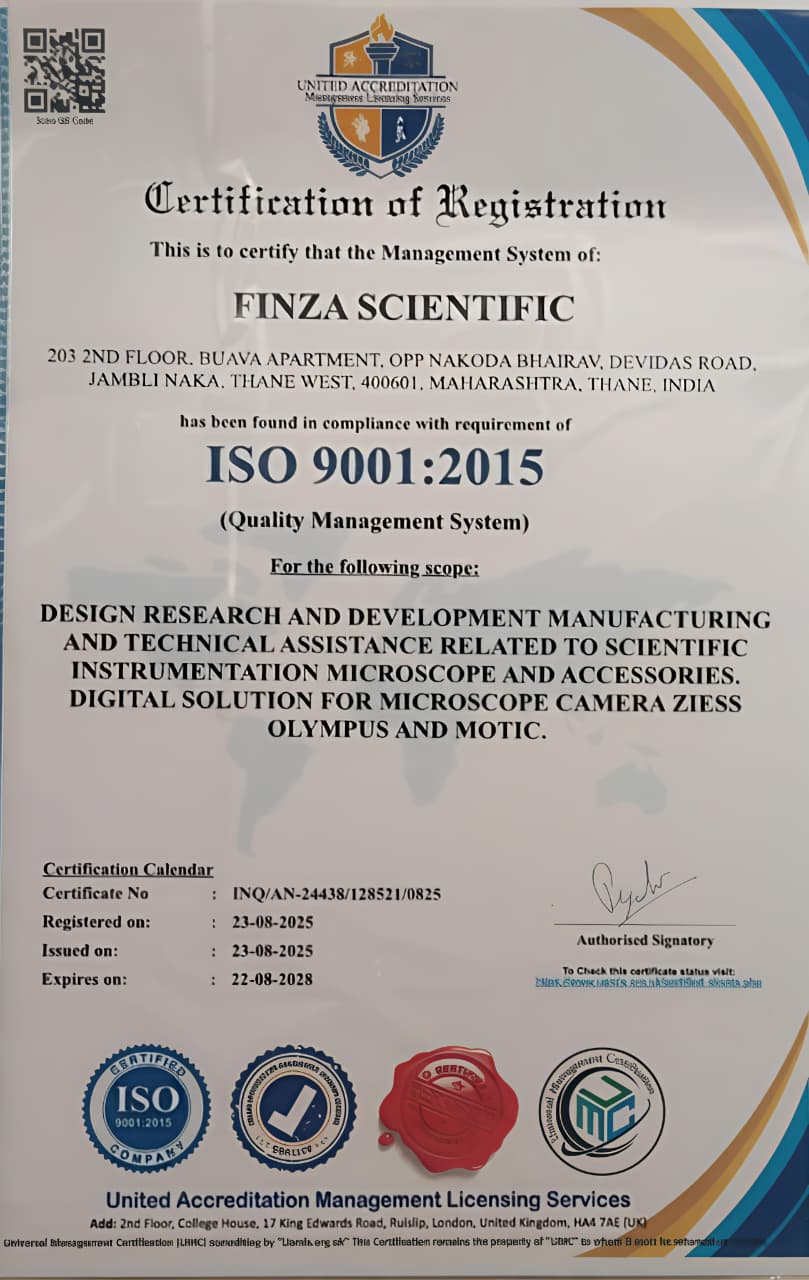 UNITED ACCREDITATION
Certification of Registration
This is to certify that the Management System of:
FINZA SCIENTIFIC
203 2ND FLOOR, BUAVA APARTMENT, OPP NAKODA BHAIRAV, DEVIDAS ROAD,
JAMBLI NAKA, THANE WEST, 400601, MAHARASHTRA, THANE, INDIA
has been found in compliance with requirement of
ISO 9001:2015
(Quality Management System)
For the following scope:
DESIGN RESEARCH AND DEVELOPMENT MANUFACTURING
AND TECHNICAL ASSISTANCE RELATED TO SCIENTIFIC
INSTRUMENTATION MICROSCOPE AND ACCESSORIES.
DIGITAL SOLUTION FOR MICROSCOPE CAMERA ZIESS
OLYMPUS AND MOTIC.
Certification Calendar
Certificate No : INQ/AN-24438/128521/0825
Registered on: : 23-08-2025
Issued on: : 23-08-2025
Expires on: : 22-08-2028
Authorised Signatory
To Check this certificate status visit:
CERTIFIED
ISO
9001:2015
COMPANY
CERTIFIED
Universal Management Certification
UMC
United Accreditation Management Licensing Services
Add: 2nd Floor, College House, 17 King Edwards Road, Ruislip, London, United Kingdom, HA4 7AE (UK)